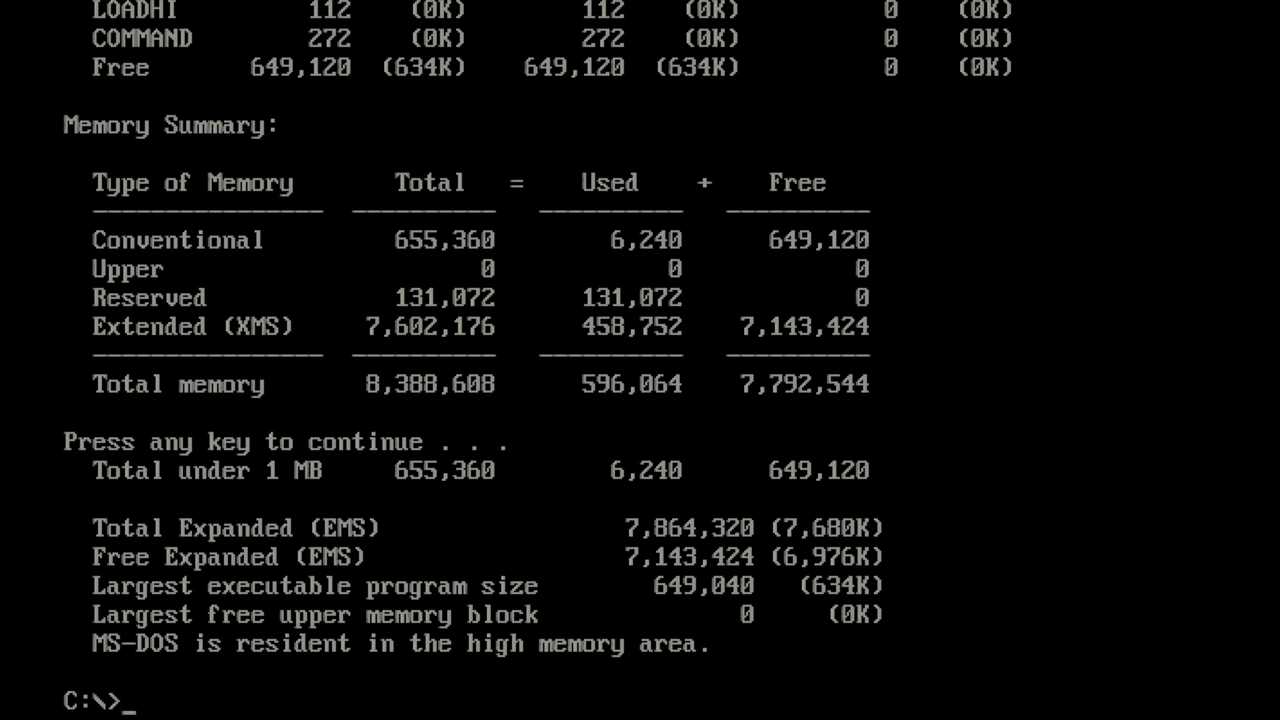 LOADHI 112 (0K) 112 (0K) 0 (0K)
COMMAND 272 (0K) 272 (0K) 0 (0K)
Free 649,120 (634K) 649,120 (634K) 0 (0K)
Memory Summary:
Type of Memory Total = Used + Free
Conventional 655,360 6,240 649,120
Upper 0 0 0
Reserved 131,072 131,072 0
Extended (XMS) 7,602,176 458,752 7,143,424
Total memory 8,388,608 596,064 7,792,544
Press any key to continue . . .
Total under 1 MB 655,360 6,240 649,120
Total Expanded (EMS) 7,864,320 (7,680K)
Free Expanded (EMS) 7,143,424 (6,976K)
Largest executable program size 649,040 (634K)
Largest free upper memory block 0 (0K)
MS-DOS is resident in the high memory area.
C:\>_